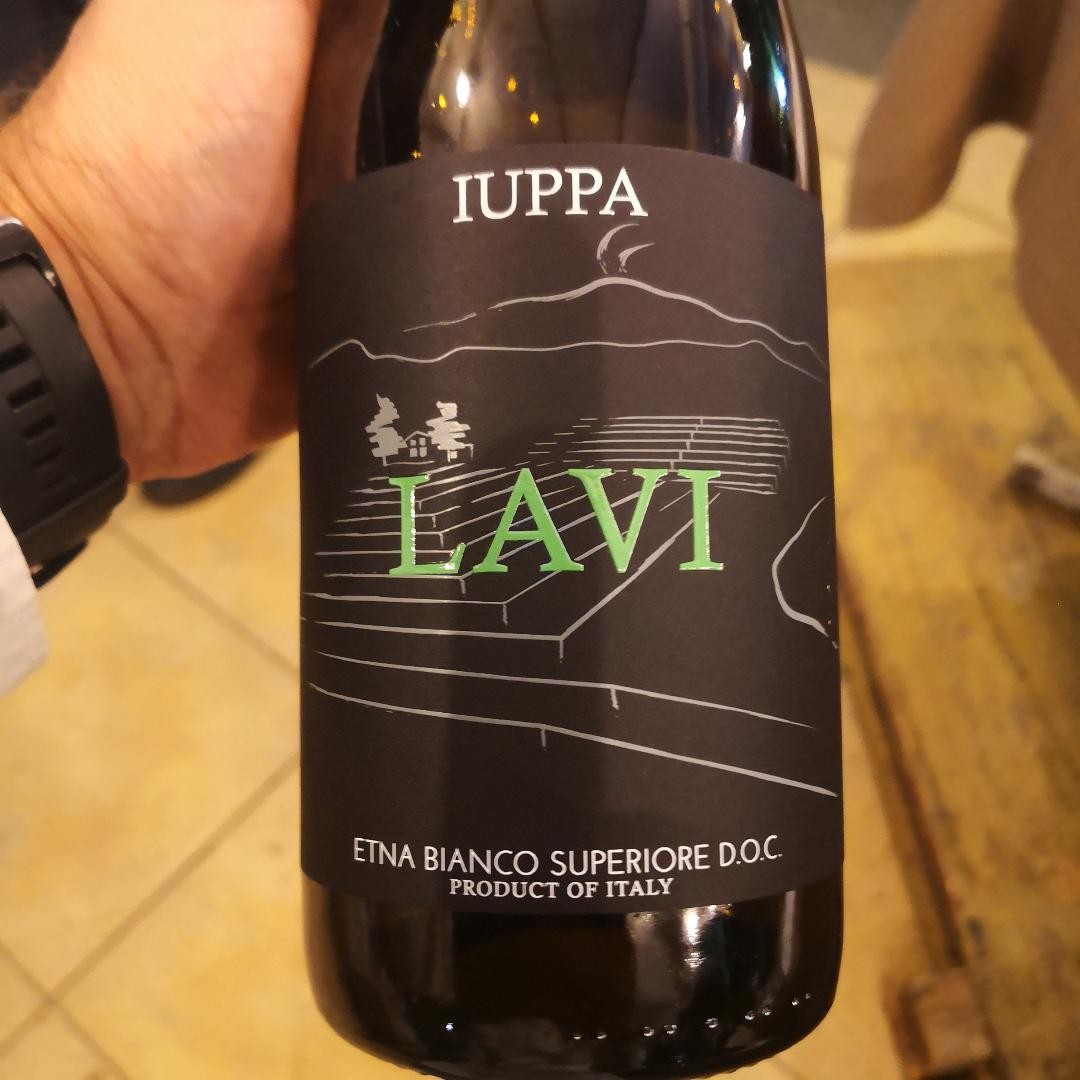 IUPPA
LAVI
ETNA BIANCO SUPERIORE D.O.C.
PRODUCT OF ITALY